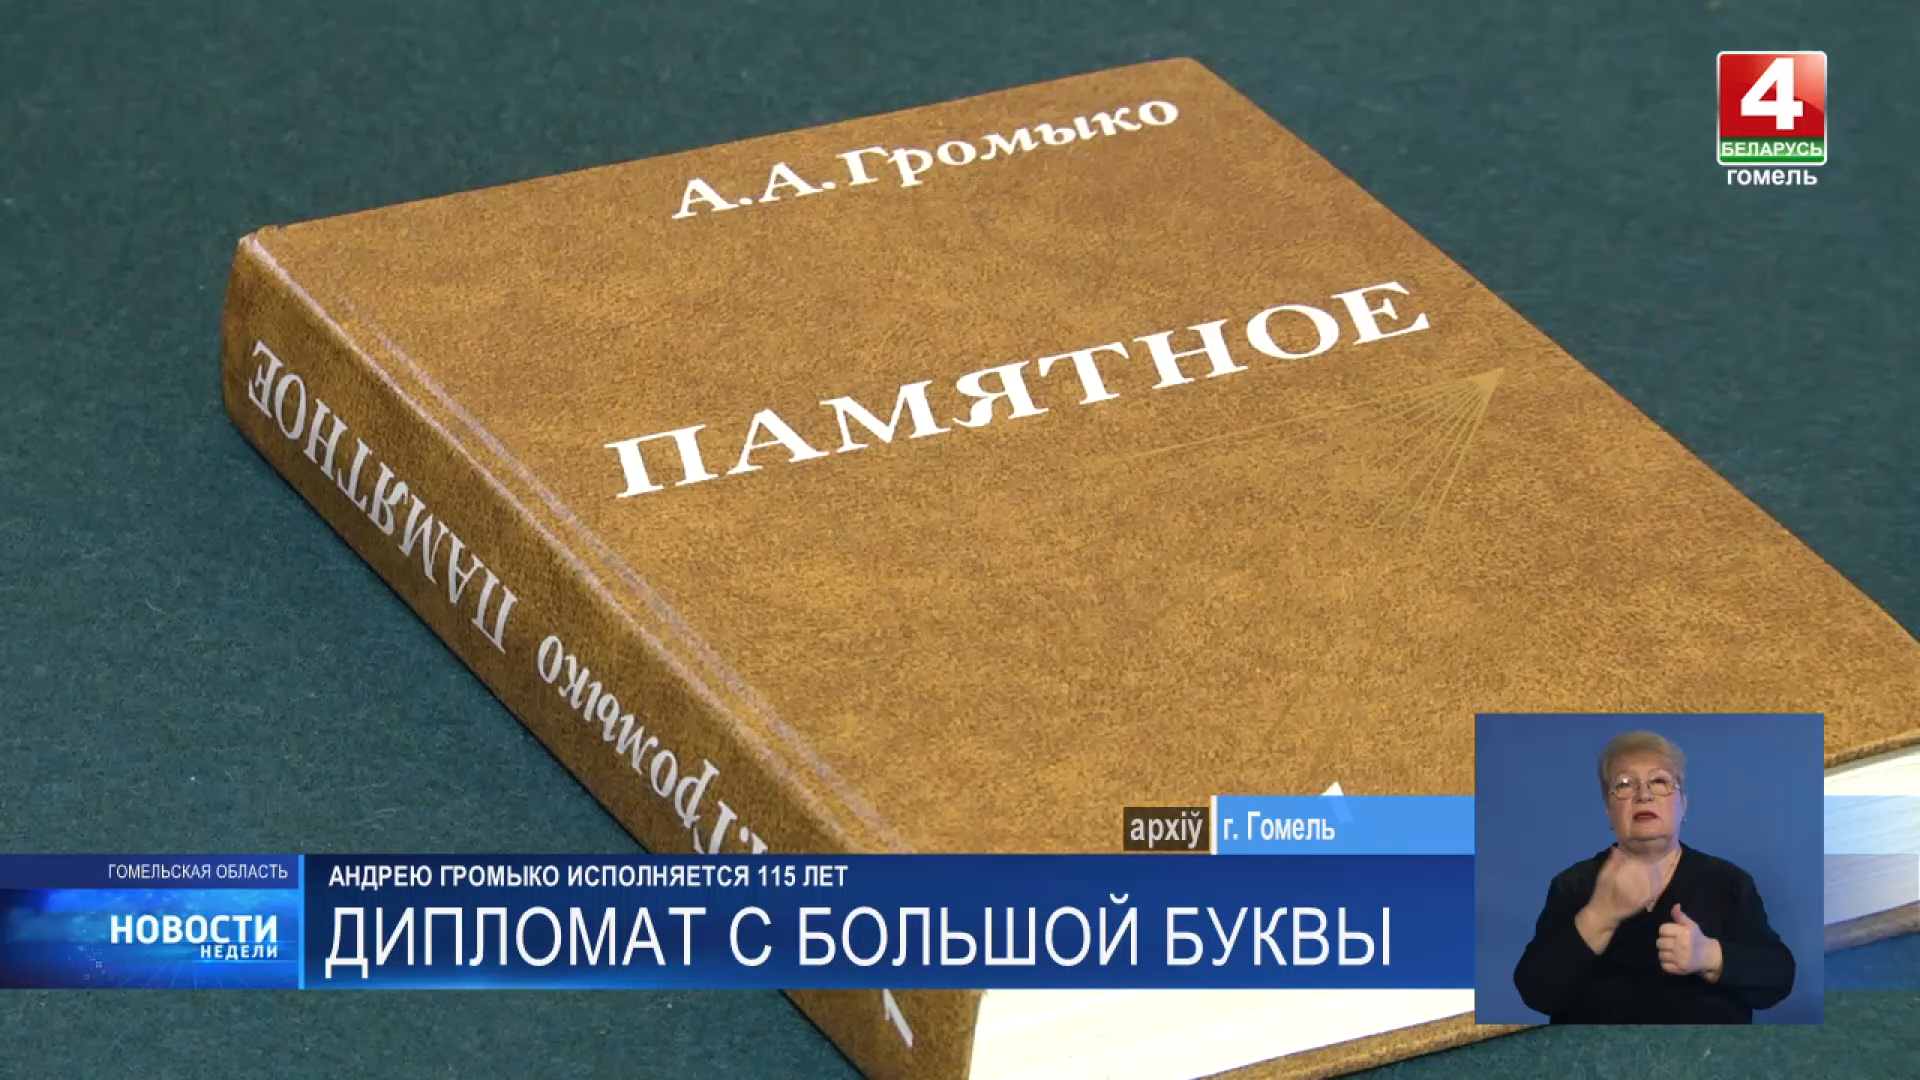 4
БЕЛАРУСЬ
гомель
А.А.Громыко
ПАМЯТНОЕ
Громыко ПАМЯТНОЕ
1
архіў
г. Гомель
ГОМЕЛЬСКАЯ ОБЛАСТЬ
НОВОСТИ
НЕДЕЛИ
АНДРЕЮ ГРОМЫКО ИСПОЛНЯЕТСЯ 115 ЛЕТ
ДИПЛОМАТ С БОЛЬШОЙ БУКВЫ